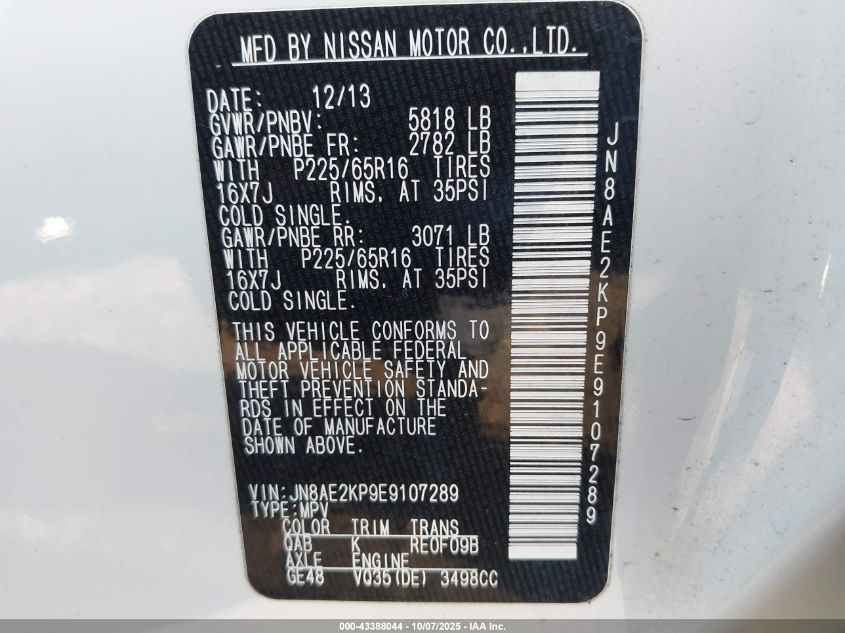 MFD BY NISSAN MOTOR CO.,LTD.
DATE: 12/13
GVWR/PNBV: 5818 LB
GAWR/PNBE FR: 2782 LB
WITH P225/65R16 TIRES
16X7J RIMS. AT 35PSI
COLD SINGLE.
GAWR/PNBE RR: 3071 LB
WITH P225/65R16 TIRES
16X7J RIMS. AT 35PSI
COLD SINGLE.
THIS VEHICLE CONFORMS TO
ALL APPLICABLE FEDERAL
MOTOR VEHICLE SAFETY AND
THEFT PREVENTION STANDA-
RDS IN EFFECT ON THE
DATE OF MANUFACTURE
SHOWN ABOVE.
VIN:JN8AE2KP9E9107289
TYPE:MPV
COLOR TRIM TRANS
QAB K RE0F09B
AXLE ENGINE
GE48 VQ35(DE) 3498CC
JN8AE2KP9E9107289
000-43388044 | 10/07/2025 - IAA Inc.